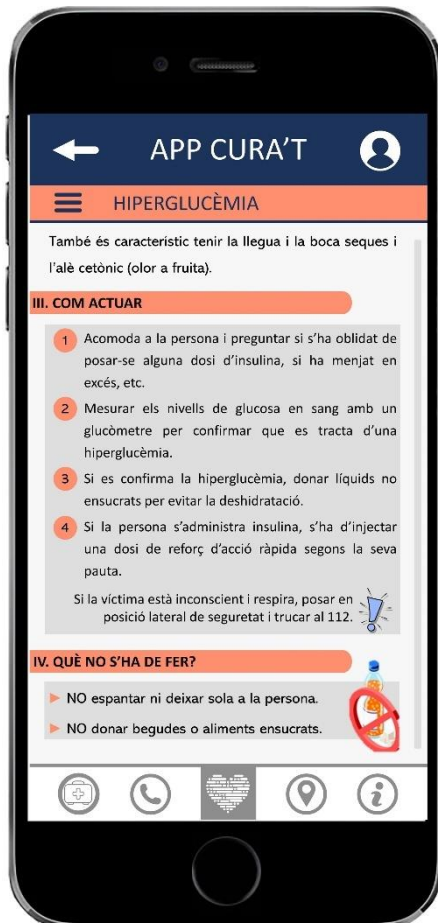 APP CURA'T
HIPERGLUCÈMIA
També és característic tenir la llegua i la boca seques i
l'alè cetònic (olor a fruita).
III. COM ACTUAR
1 Acomoda a la persona i preguntar si s'ha oblidat de
posar-se alguna dosi d'insulina, si ha menjat en
excés, etc.
2 Mesurar els nivells de glucosa en sang amb un
glucòmetre per confirmar que es tracta d'una
hiperglucèmia.
3 Si es confirma la hiperglucèmia, donar líquids no
ensucrats per evitar la deshidratació.
4 Si la persona s'administra insulina, s'ha d'injectar
una dosi de reforç d'acció ràpida segons la seva
pauta.
Si la víctima està inconscient i respira, posar en
posició lateral de seguretat i trucar al 112.
IV. QUÈ NO S'HA DE FER?
NO espantar ni deixar sola a la persona.
NO donar begudes o aliments ensucrats.